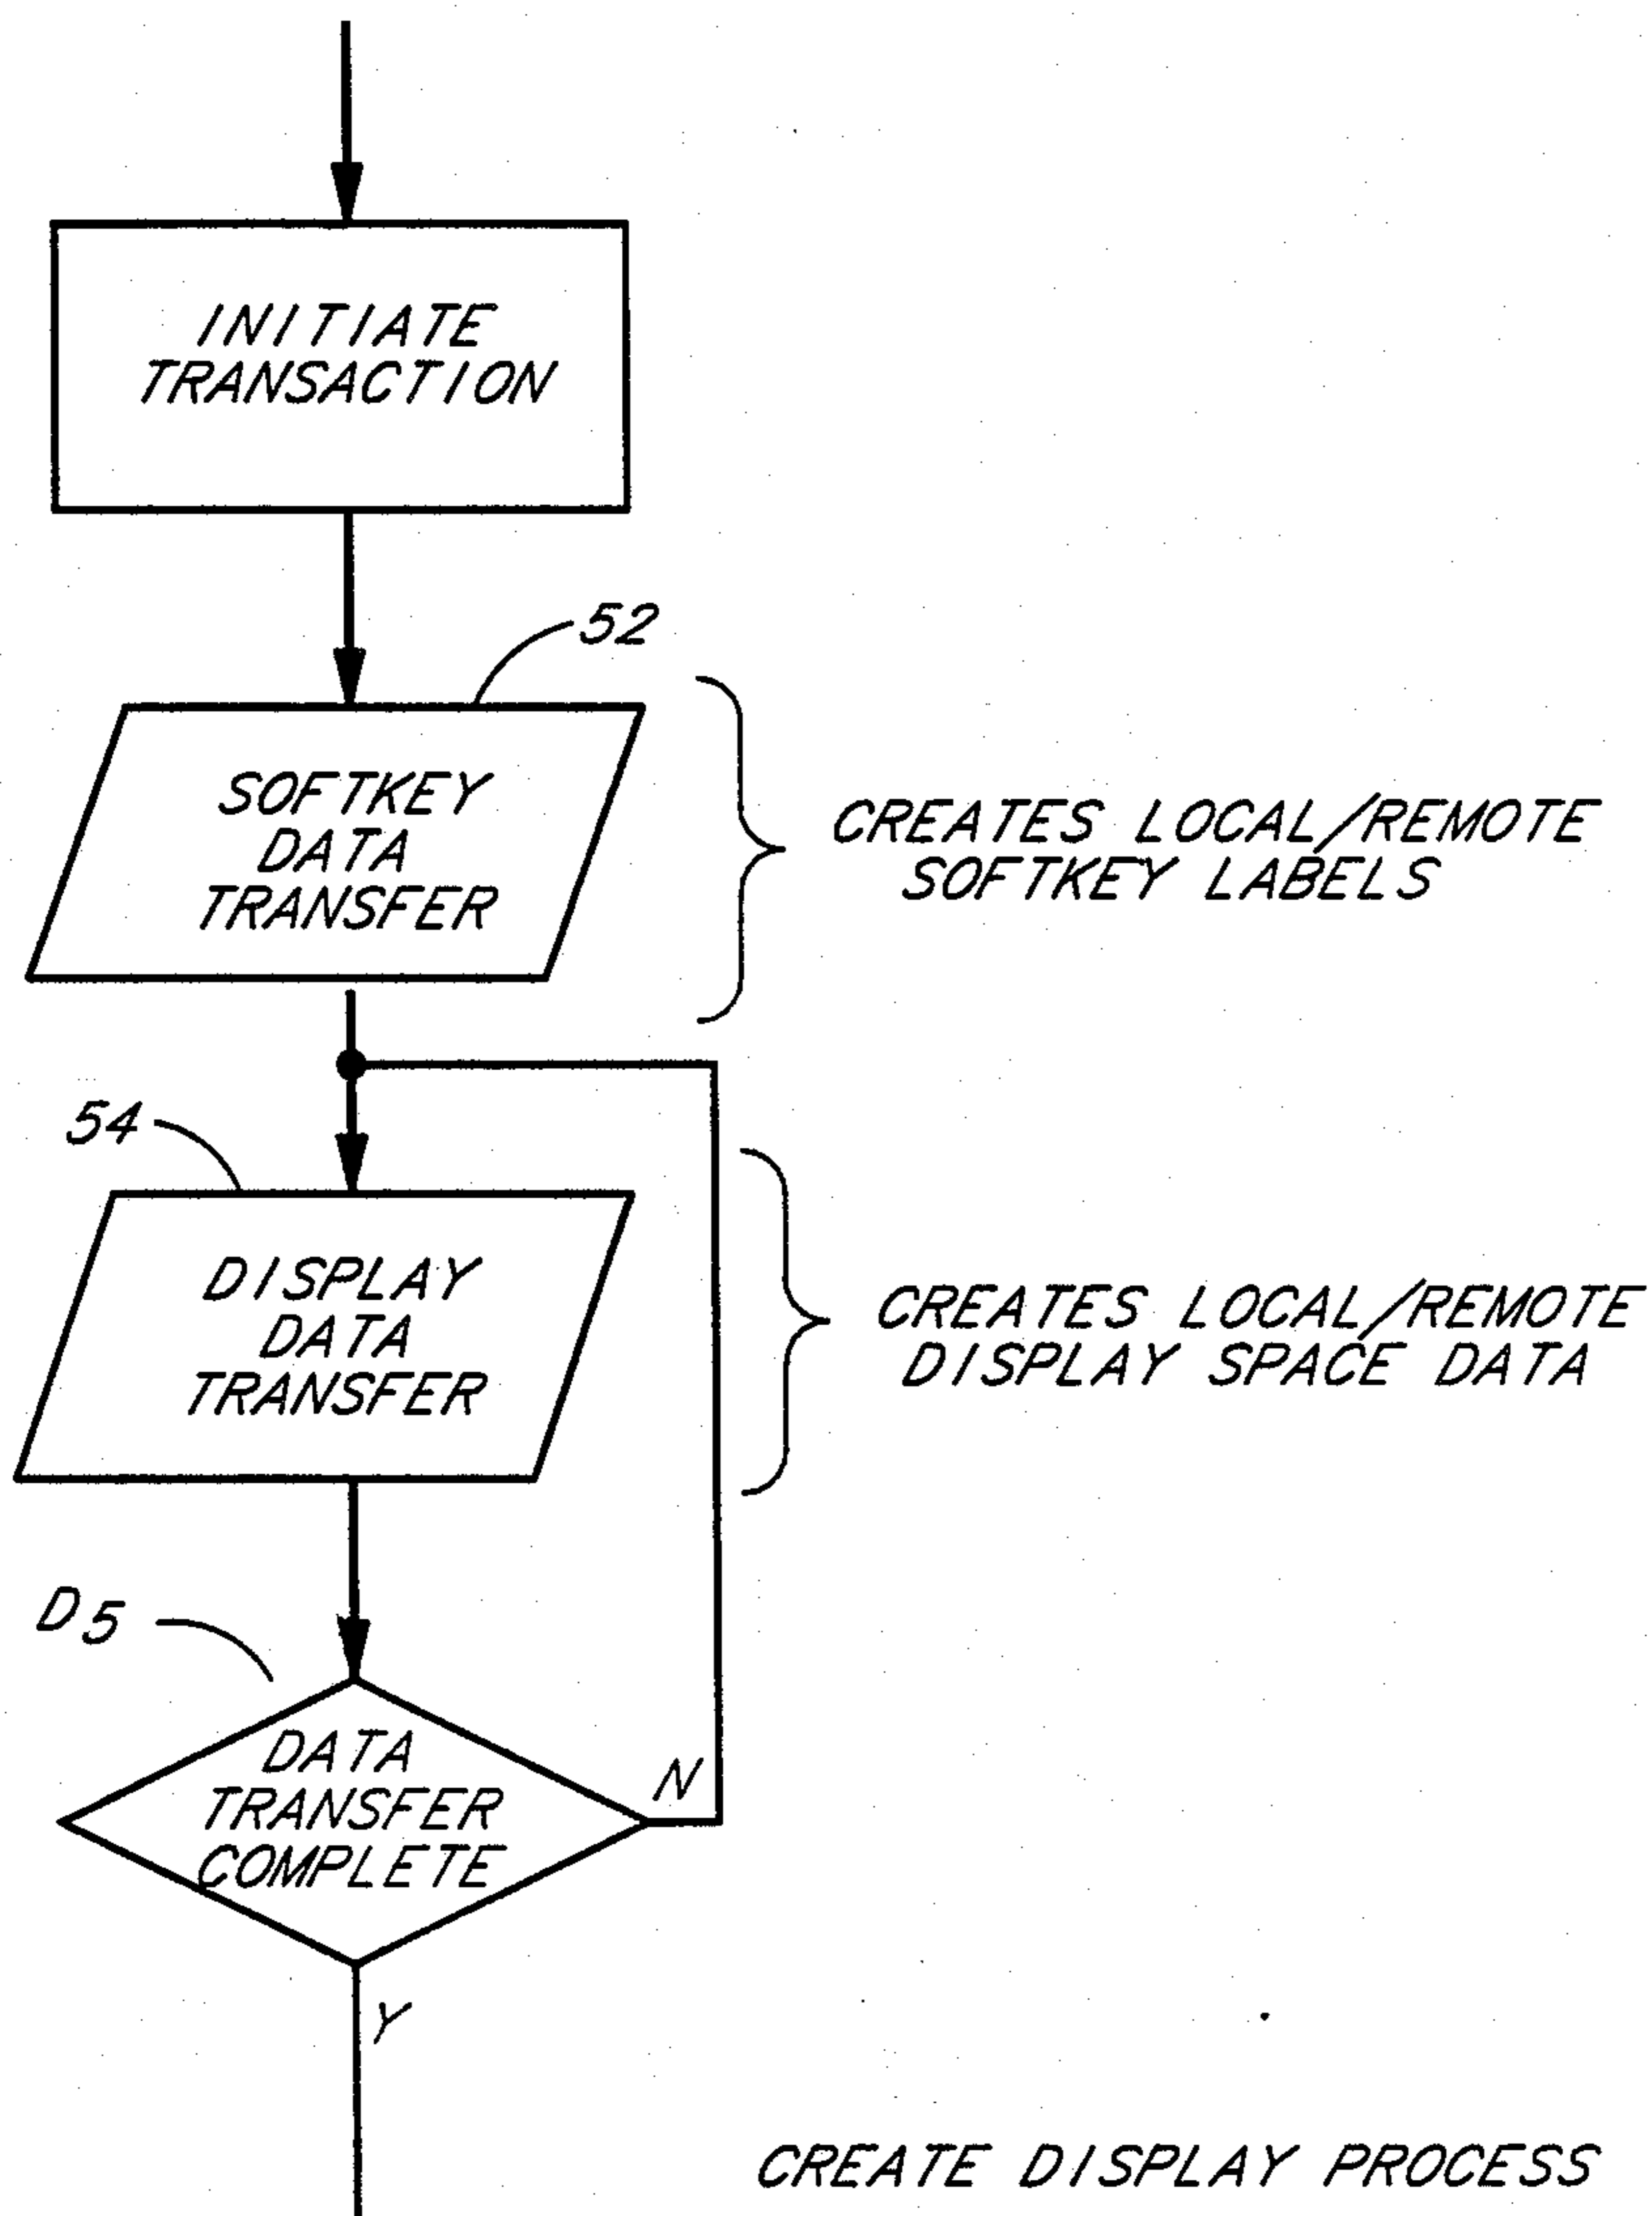 INITIATE
TRANSACTION
52
SOFTKEY
DATA
TRANSFER
CREATES LOCAL/REMOTE
SOFTKEY LABELS
54
DISPLAY
DATA
TRANSFER
CREATES LOCAL/REMOTE
DISPLAY SPACE DATA
D5
DATA
TRANSFER
COMPLETE
N
Y
CREATE DISPLAY PROCESS